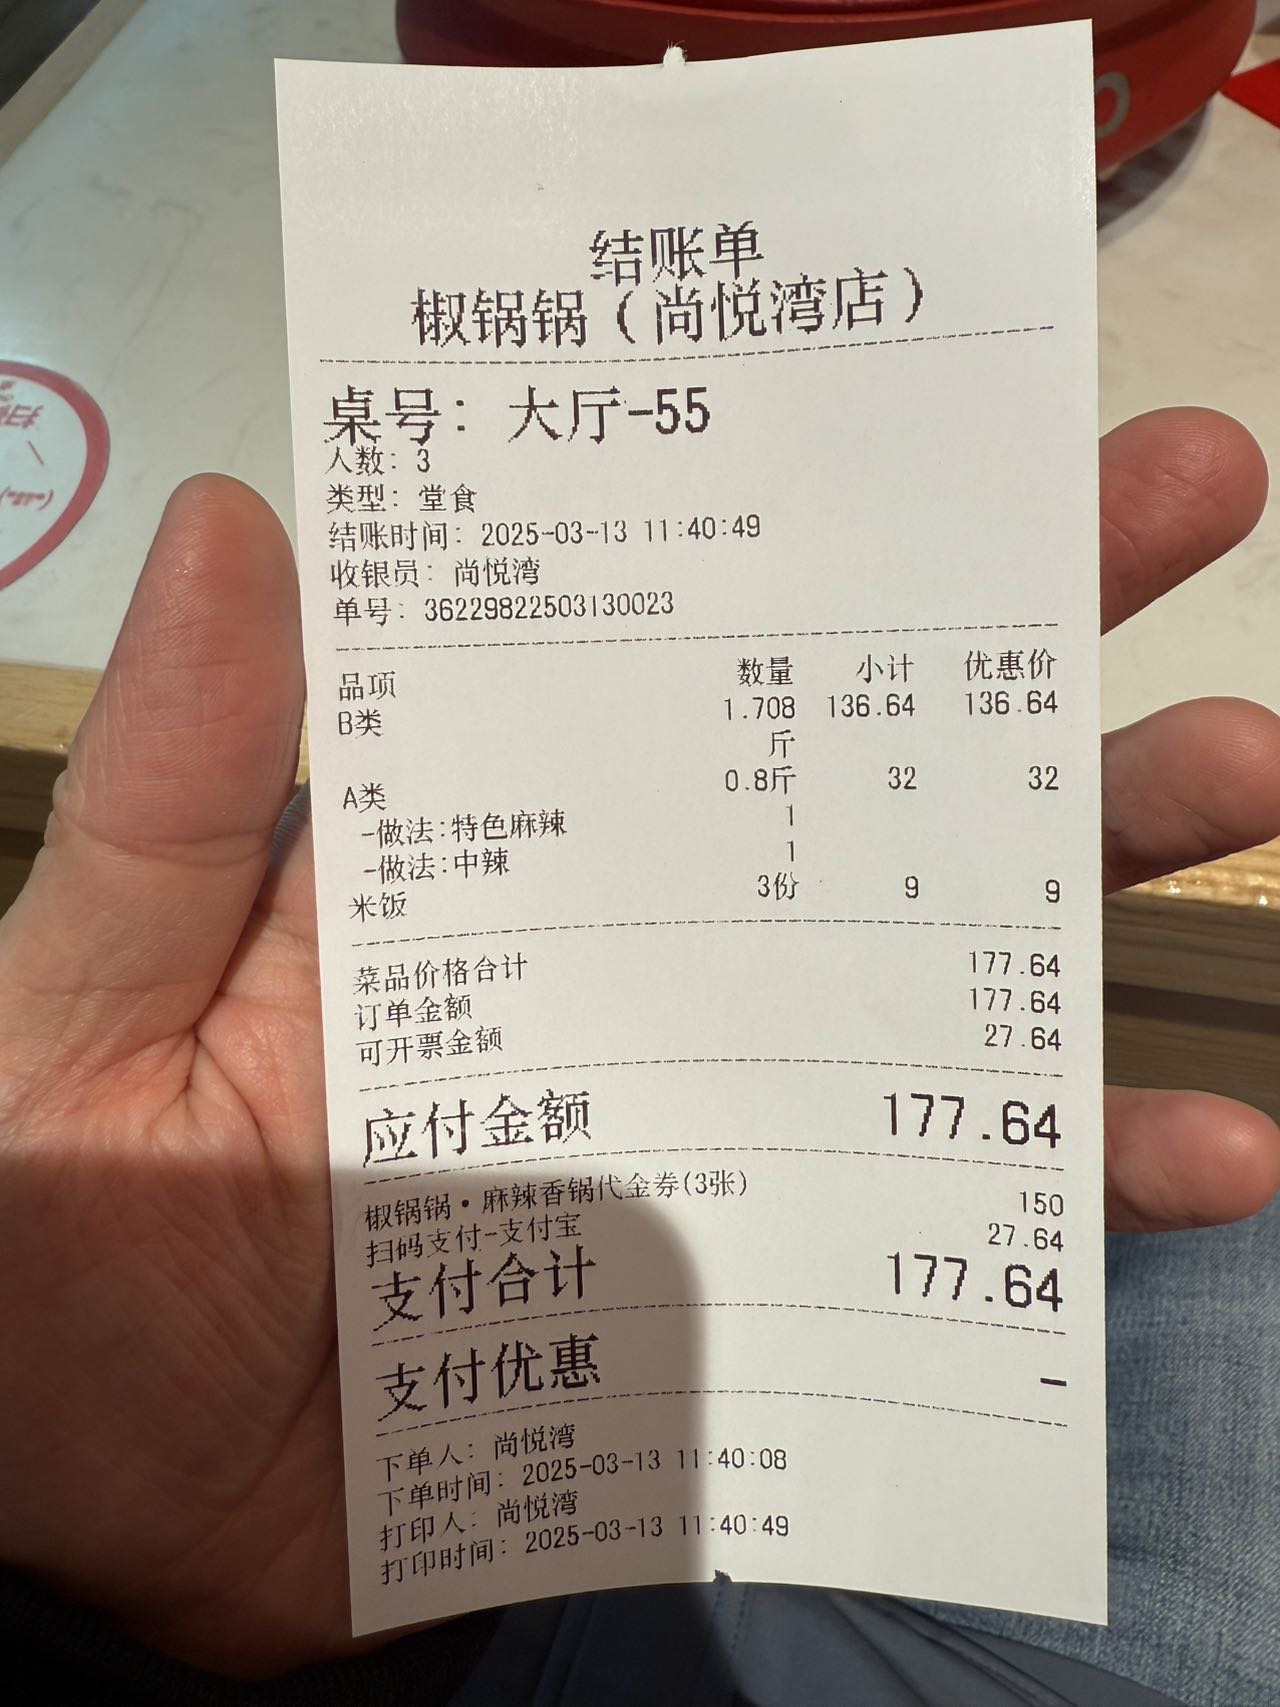 结账单
椒锅锅（尚悦湾店）
桌号：大厅-55
人数：3
类型：堂食
结账时间：2025-03-13 11:40:49
收银员：尚悦湾
单号：36229822503130023
品项 数量 小计 优惠价
B类 1.708斤 136.64 136.64
A类 0.8斤 32 32
-做法:特色麻辣 1
-做法:中辣 1
米饭 3份 9 9
菜品价格合计 177.64
订单金额 177.64
可开票金额 27.64
应付金额 177.64
椒锅锅·麻辣香锅代金券(3张) 150
扫码支付-支付宝 27.64
支付合计 177.64
支付优惠 -
下单人：尚悦湾
下单时间：2025-03-13 11:40:08
打印人：尚悦湾
打印时间：2025-03-13 11:40:49